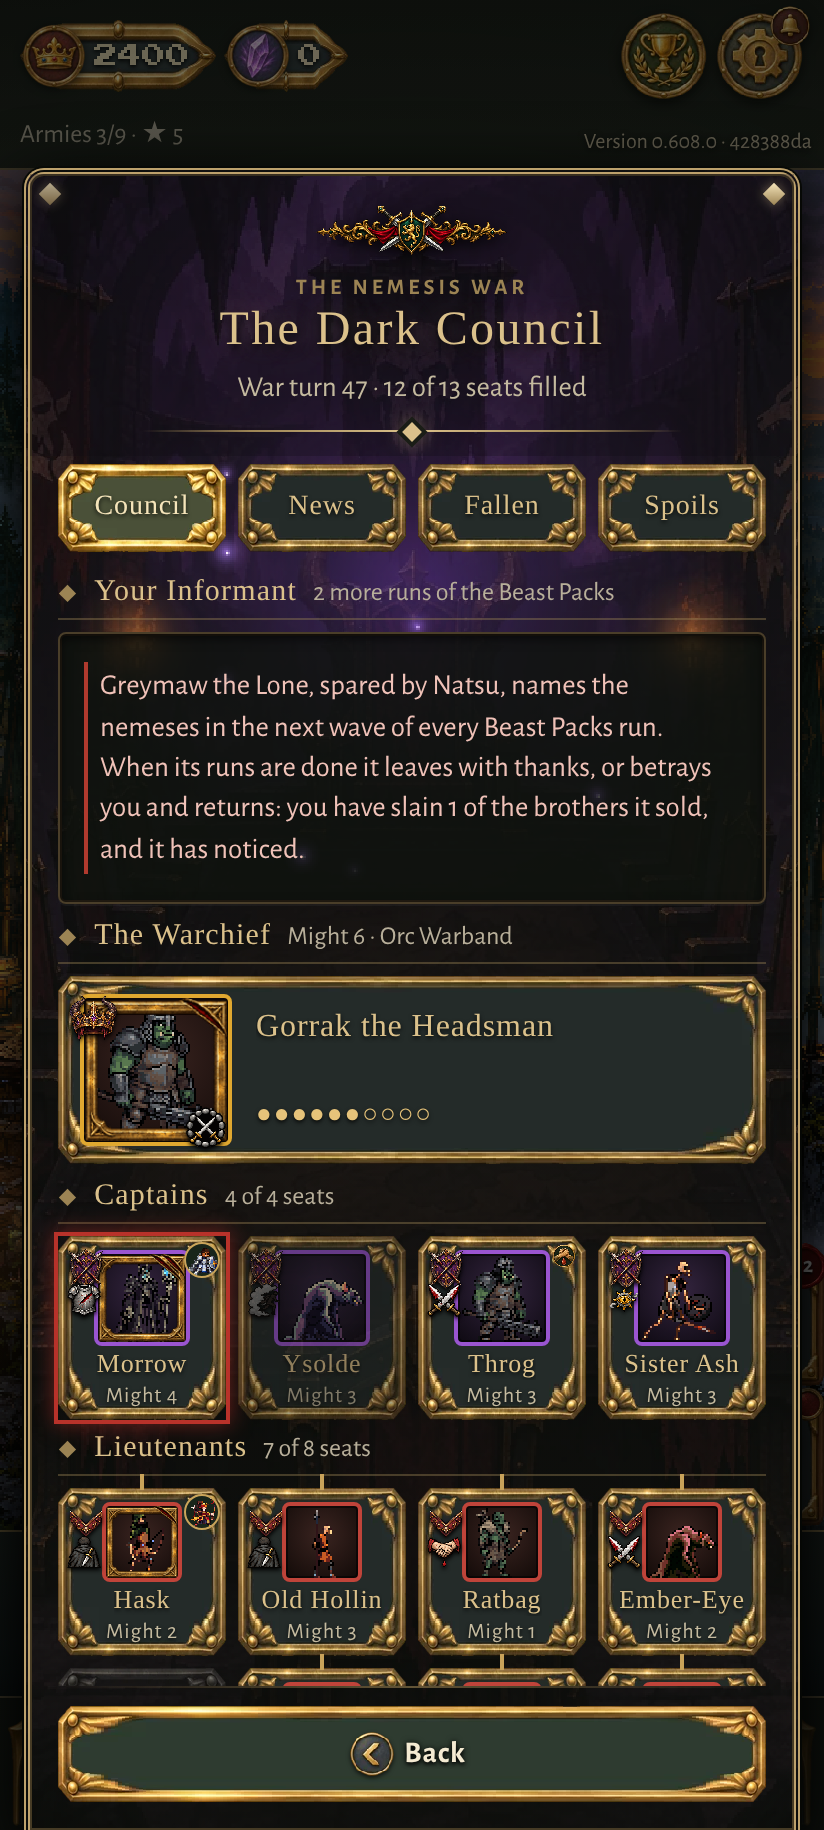 2400
0
Armies 3/9 · ★ 5
Version 0.608.0 · 428388da
THE NEMESIS WAR
The Dark Council
War turn 47 · 12 of 13 seats filled
Council
News
Fallen
Spoils
Your Informant 2 more runs of the Beast Packs
Greymaw the Lone, spared by Natsu, names the
nemeses in the next wave of every Beast Packs run.
When its runs are done it leaves with thanks, or betrays
you and returns: you have slain 1 of the brothers it sold,
and it has noticed.
The Warchief Might 6 · Orc Warband
Gorrak the Headsman
Captains 4 of 4 seats
2
Morrow
Might 4
Ysolde
Might 3
Throg
Might 3
Sister Ash
Might 3
Lieutenants 7 of 8 seats
Hask
Might 2
Old Hollin
Might 3
Ratbag
Might 1
Ember-Eye
Might 2
Back